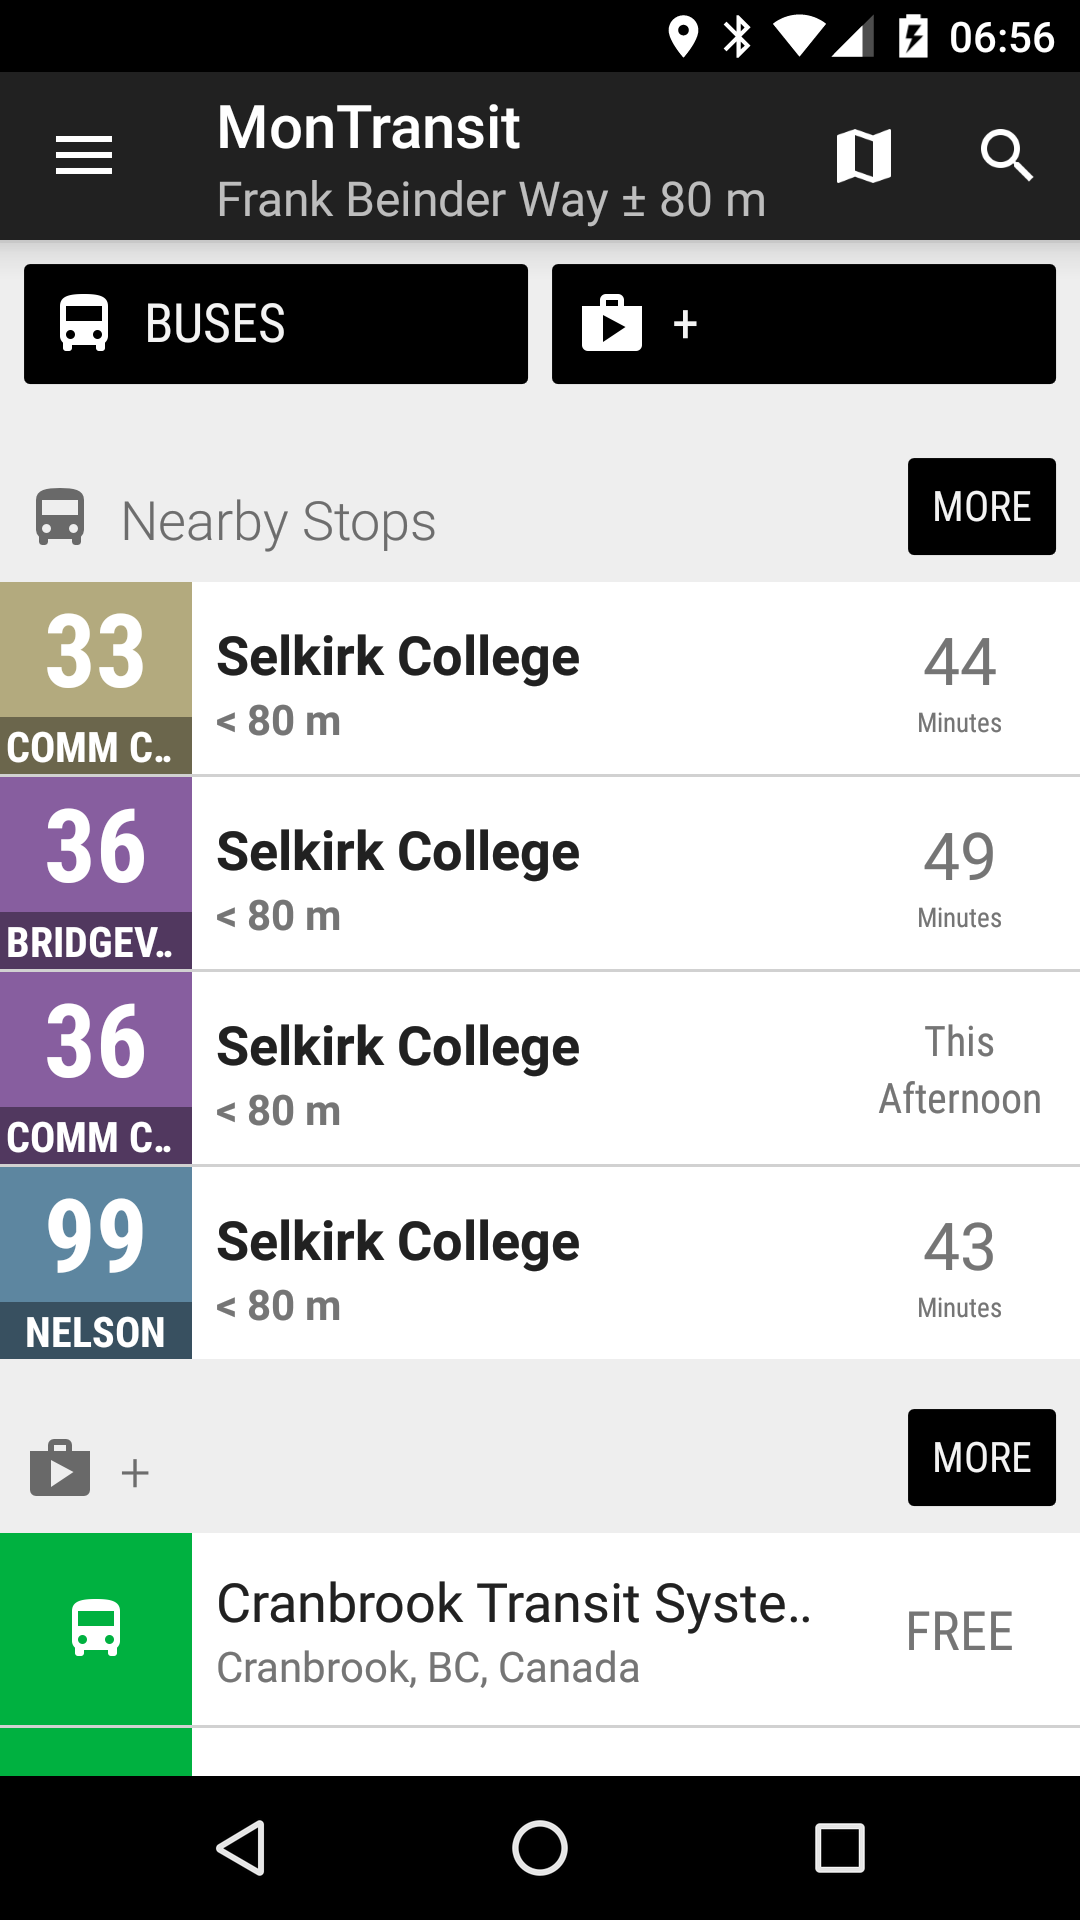 06:56
MonTransit
Frank Beinder Way ± 80 m
BUSES
+
Nearby Stops
MORE
33
COMM C..
Selkirk College
< 80 m
44
Minutes
36
BRIDGEV..
Selkirk College
< 80 m
49
Minutes
36
COMM C..
Selkirk College
< 80 m
This
Afternoon
99
NELSON
Selkirk College
< 80 m
43
Minutes
+
MORE
Cranbrook Transit Syste..
Cranbrook, BC, Canada
FREE